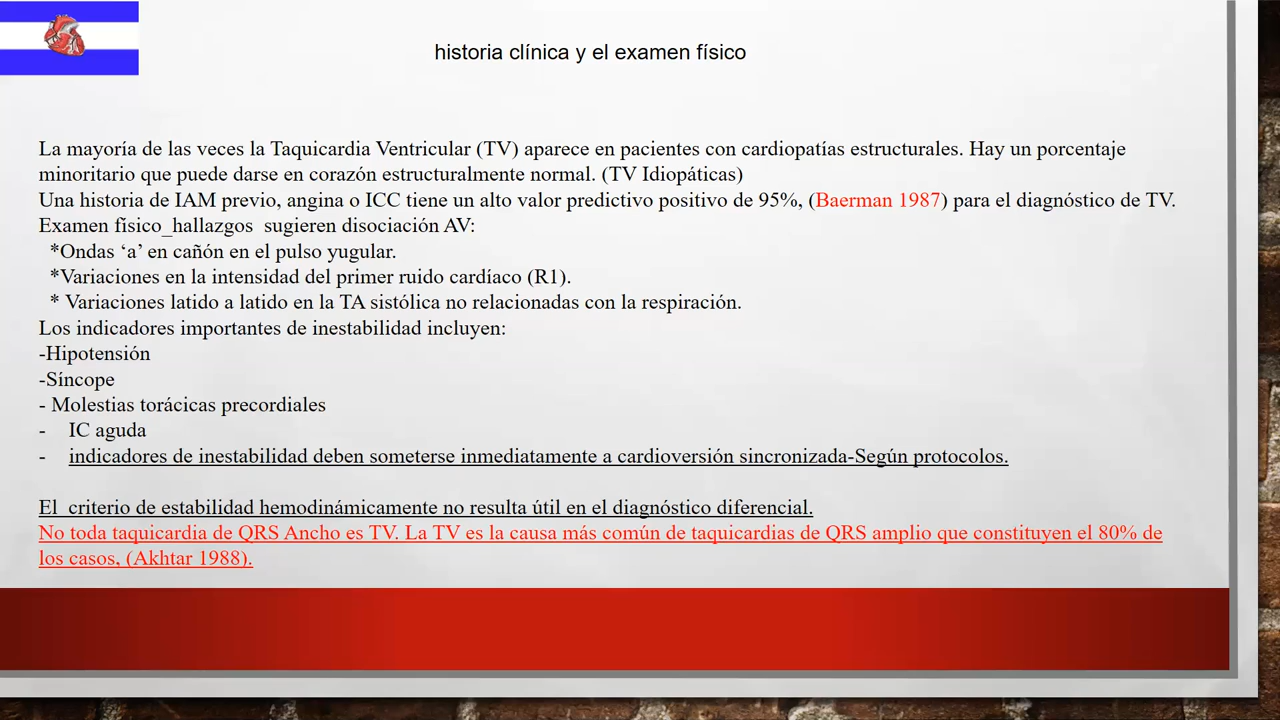 historia clínica y el examen físico
La mayoría de las veces la Taquicardia Ventricular (TV) aparece en pacientes con cardiopatías estructurales. Hay un porcentaje
minoritario que puede darse en corazón estructuralmente normal. (TV Idiopáticas)
Una historia de IAM previo, angina o ICC tiene un alto valor predictivo positivo de 95%, (Baerman 1987) para el diagnóstico de TV.
Examen físico_hallazgos sugieren disociación AV:
*Ondas ‘a’ en cañón en el pulso yugular.
*Variaciones en la intensidad del primer ruido cardíaco (R1).
* Variaciones latido a latido en la TA sistólica no relacionadas con la respiración.
Los indicadores importantes de inestabilidad incluyen:
-Hipotensión
-Síncope
- Molestias torácicas precordiales
- IC aguda
- indicadores de inestabilidad deben someterse inmediatamente a cardioversión sincronizada-Según protocolos.
El criterio de estabilidad hemodinámicamente no resulta útil en el diagnóstico diferencial.
No toda taquicardia de QRS Ancho es TV. La TV es la causa más común de taquicardias de QRS amplio que constituyen el 80% de
los casos, (Akhtar 1988).